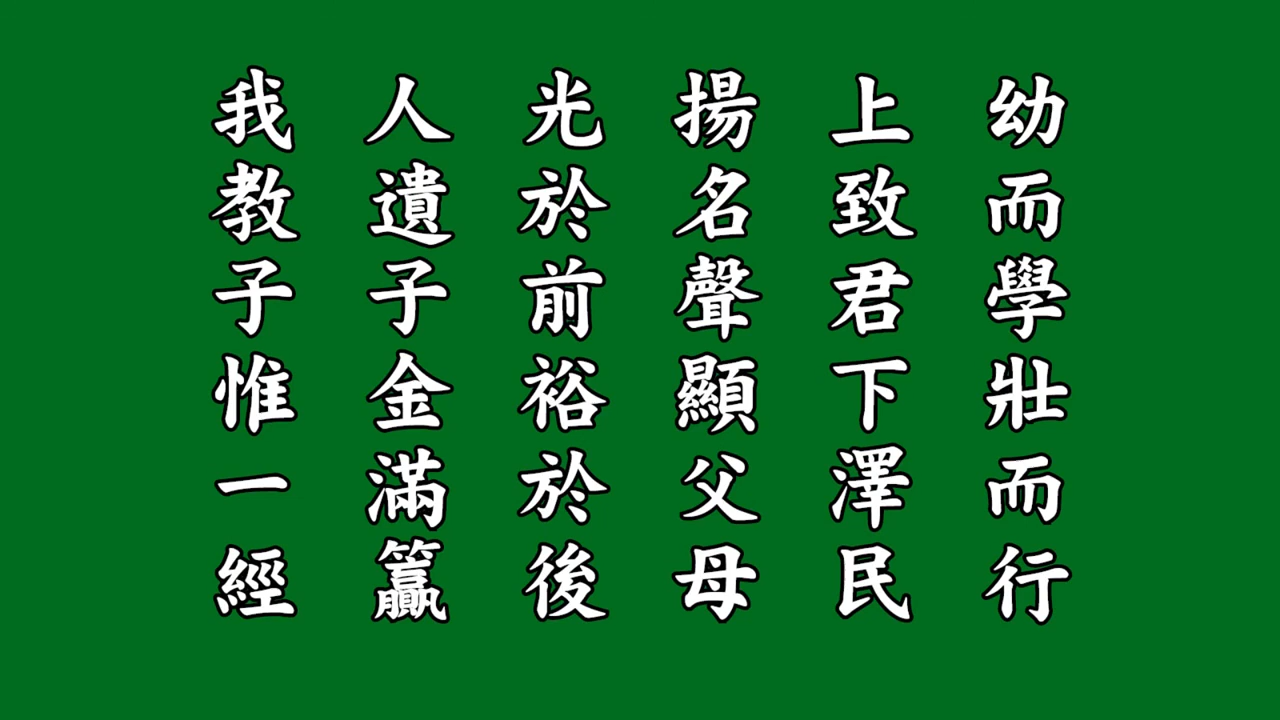 幼而學壯而行
上致君下澤民
揚名聲顯父母
光於前裕於後
人遺子金滿籯
我教子惟一經